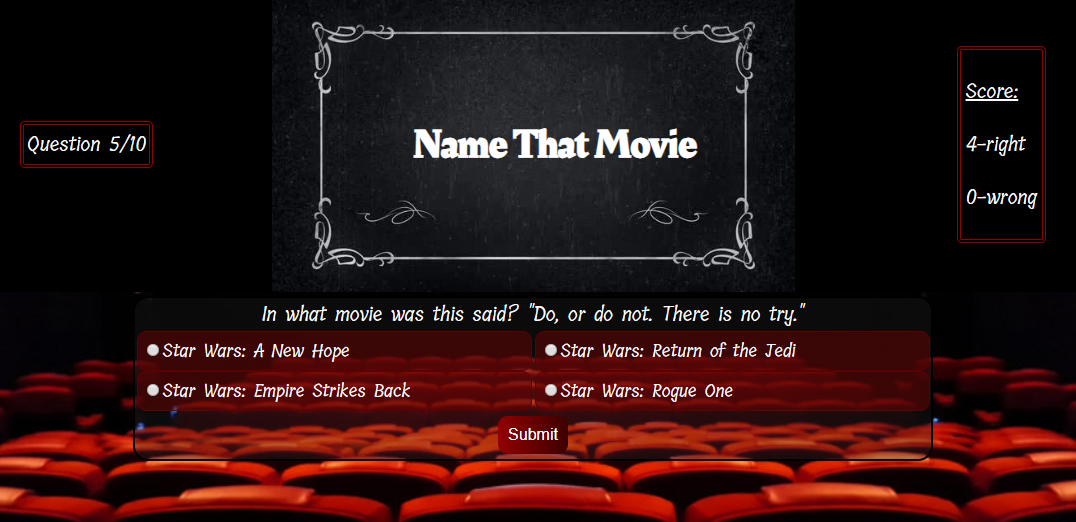 Question 5/10
Name That Movie
Score:
4-right
0-wrong
In what movie was this said? "Do, or do not. There is no try."
Star Wars: A New Hope
Star Wars: Return of the Jedi
Star Wars: Empire Strikes Back
Star Wars: Rogue One
Submit